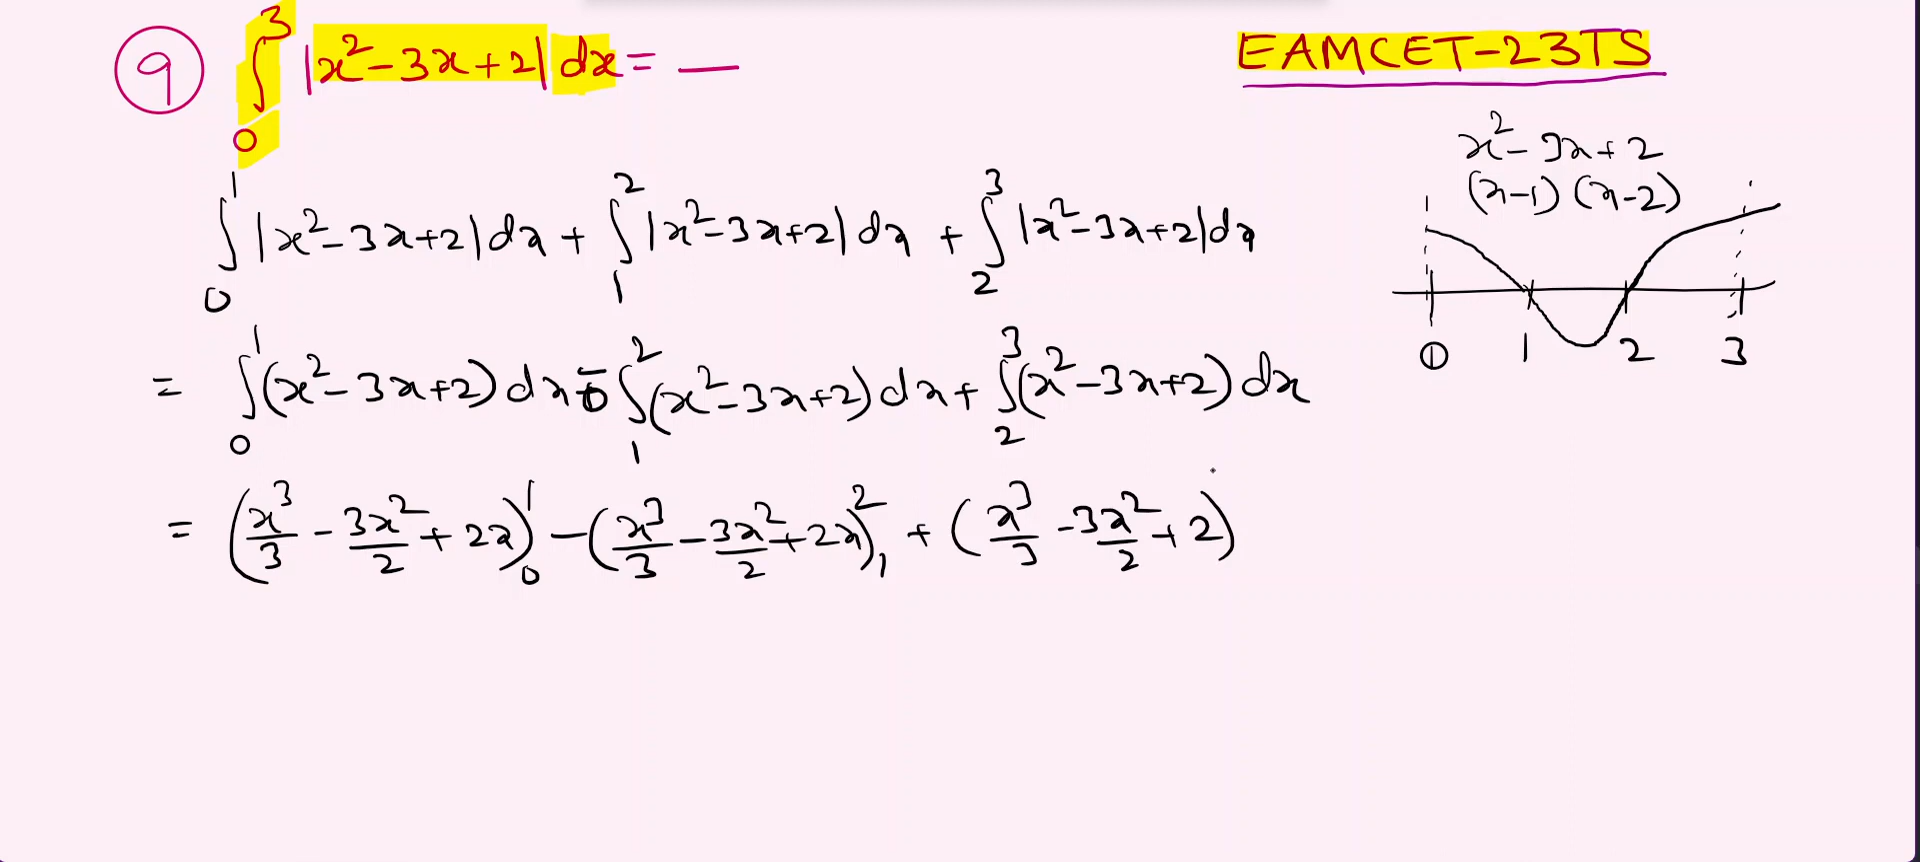 9 ∫₀³ |x²-3x+2| dx = __
EAMCET-23TS
x²-3x+2
(x-1) (x-2)
∫₀¹ |x²-3x+2| dx + ∫₁² |x²-3x+2| dx + ∫₂³ |x²-3x+2| dx
0 1 2 3
= ∫₀¹ (x²-3x+2) dx - ∫₁² (x²-3x+2) dx + ∫₂³ (x²-3x+2) dx
= (x³/3 - 3x²/2 + 2x)₀¹ - (x³/3 - 3x²/2 + 2x)₁² + (x³/3 - 3x²/2 + 2)